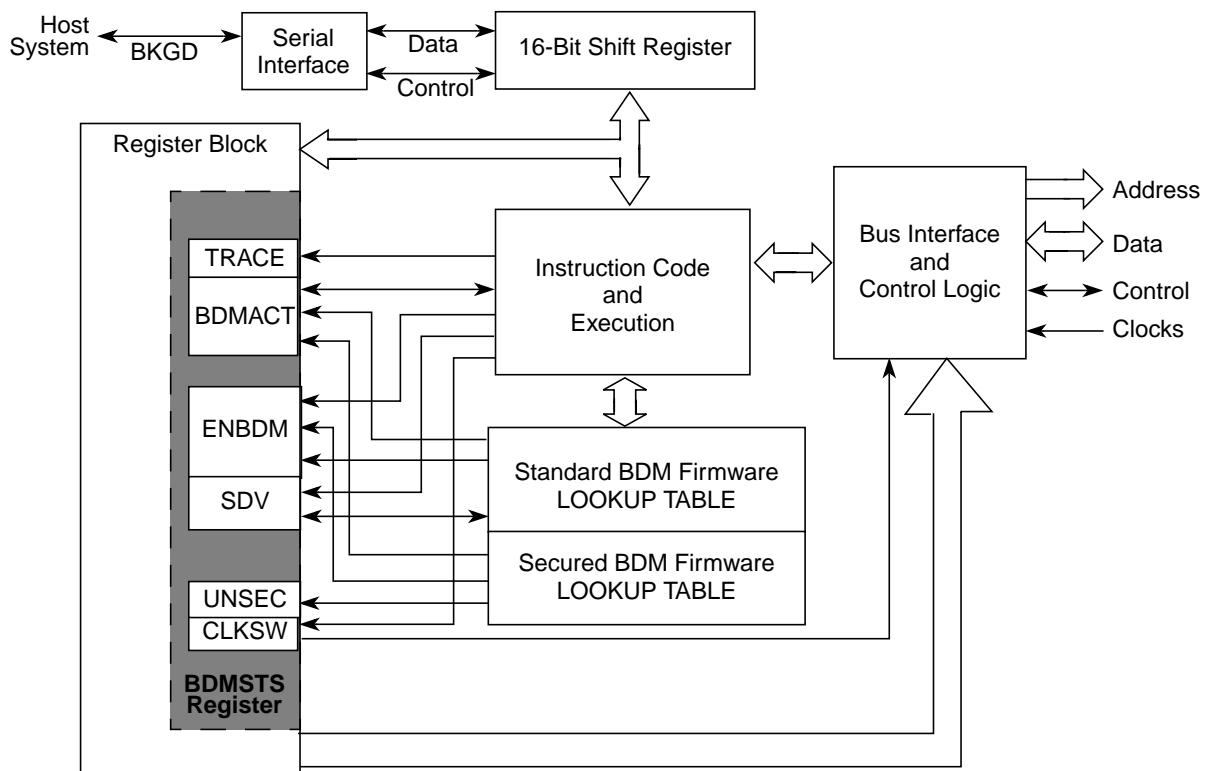 Host
System
BKGD
Serial
Interface
Data
Control
16-Bit Shift Register
Register Block
TRACE
BDMACT
ENBDM
SDV
UNSEC
CLKSW
BDMSTS
Register
Instruction Code
and
Execution
Standard BDM Firmware
LOOKUP TABLE
Secured BDM Firmware
LOOKUP TABLE
Bus Interface
and
Control Logic
Address
Data
Control
Clocks